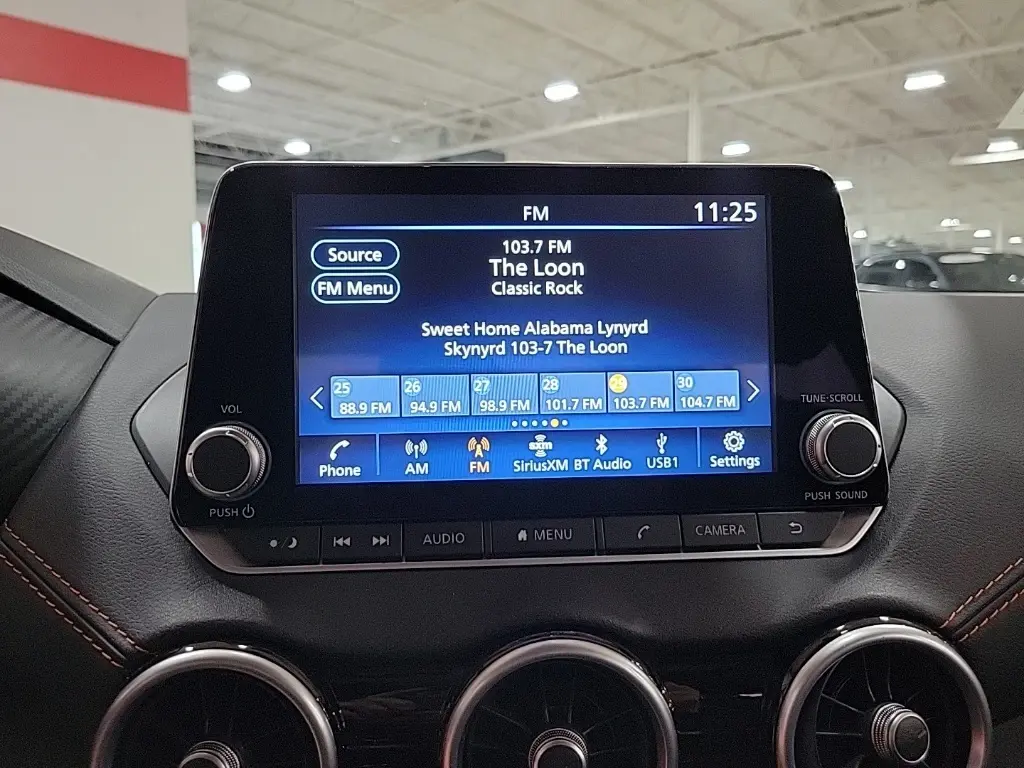 FM
11:25
Source
FM Menu
103.7 FM
The Loon
Classic Rock
Sweet Home Alabama Lynyrd
Skynyrd 103-7 The Loon
25 26 27 28 29 30
88.9 FM 94.9 FM 98.9 FM 101.7 FM 103.7 FM 104.7 FM
Phone AM FM sxm SiriusXM BT Audio USB1 Settings
VOL
PUSH
TUNE·SCROLL
PUSH SOUND
AUDIO MENU CAMERA